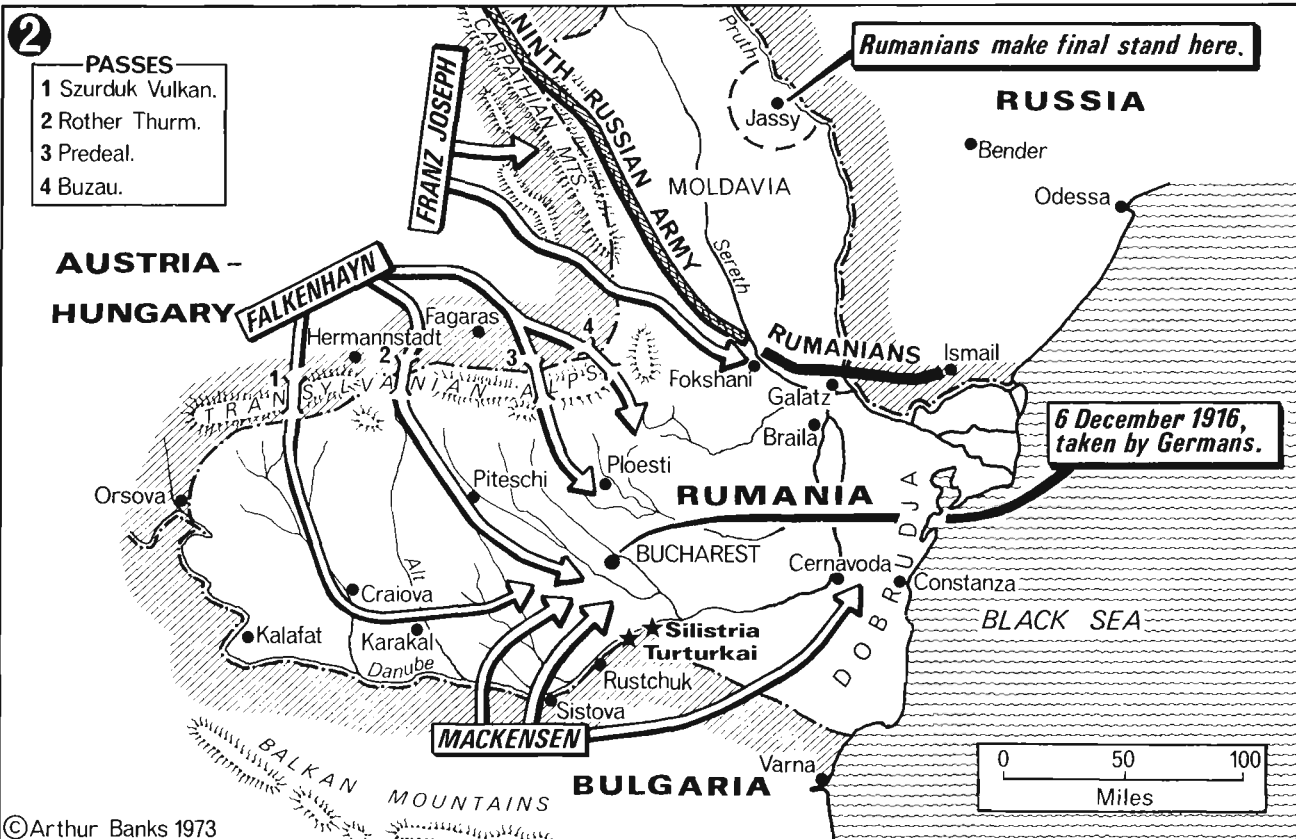 2
PASSES
1 Szurduk Vulkan.
2 Rother Thurm.
3 Predeal.
4 Buzau.
Pruth
Rumanians make final stand here.
RUSSIA
NINTH RUSSIAN ARMY
CARPATHIAN MTS
FRANZ JOSEPH
Jassy
Bender
MOLDAVIA
Odessa
Sereth
AUSTRIA-
HUNGARY
FALKENHAYN
Hermannstadt
Fagaras
1
2
3
4
TRANSYLVANIAN ALPS
RUMANIANS
Ismail
Fokshani
Galatz
Braila
6 December 1916,
taken by Germans.
Orsova
Piteschi
Ploesti
RUMANIA
DOBRUDJA
BUCHAREST
Cernavoda
Constanza
Alt
Craiova
BLACK SEA
Kalafat
Karakal
Danube
Silistria
Turturkai
Rustchuk
Sistova
MACKENSEN
BALKAN
MOUNTAINS
BULGARIA
Varna
0 50 100
Miles
©Arthur Banks 1973